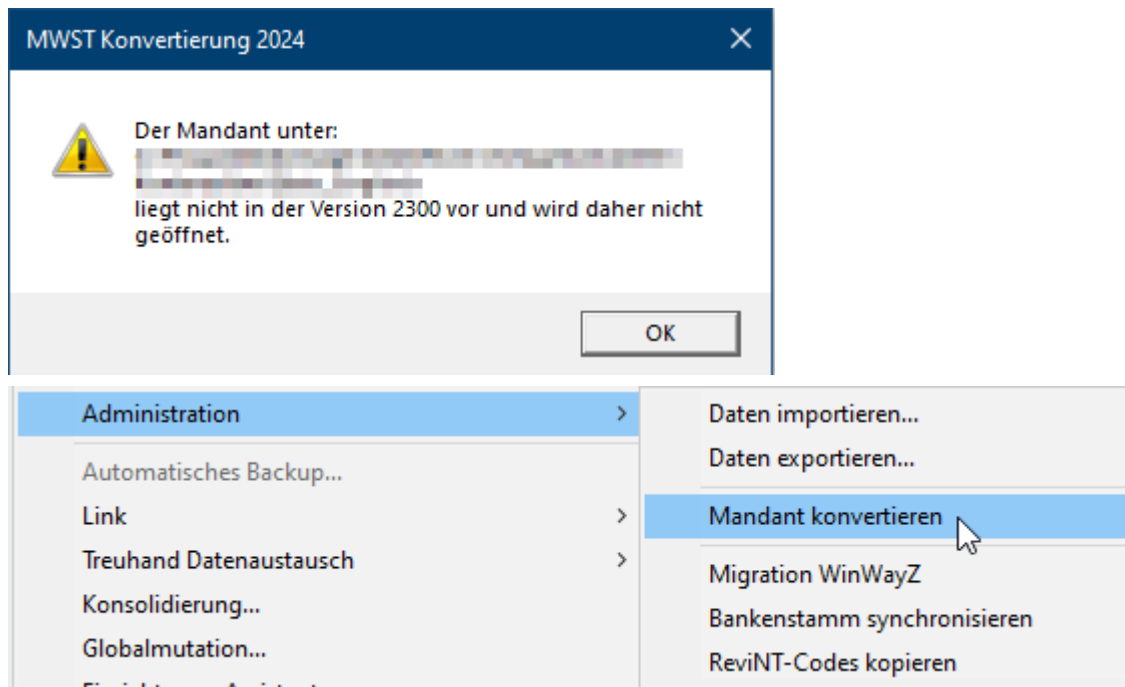 MWST Konvertierung 2024
Der Mandant unter:
liegt nicht in der Version 2300 vor und wird daher nicht
geöffnet.
OK
Administration
Automatisches Backup...
Link
Treuhand Datenaustausch
Konsolidierung...
Globalmutation...
Daten importieren...
Daten exportieren...
Mandant konvertieren
Migration WinWayZ
Bankenstamm synchronisieren
ReviNT-Codes kopieren